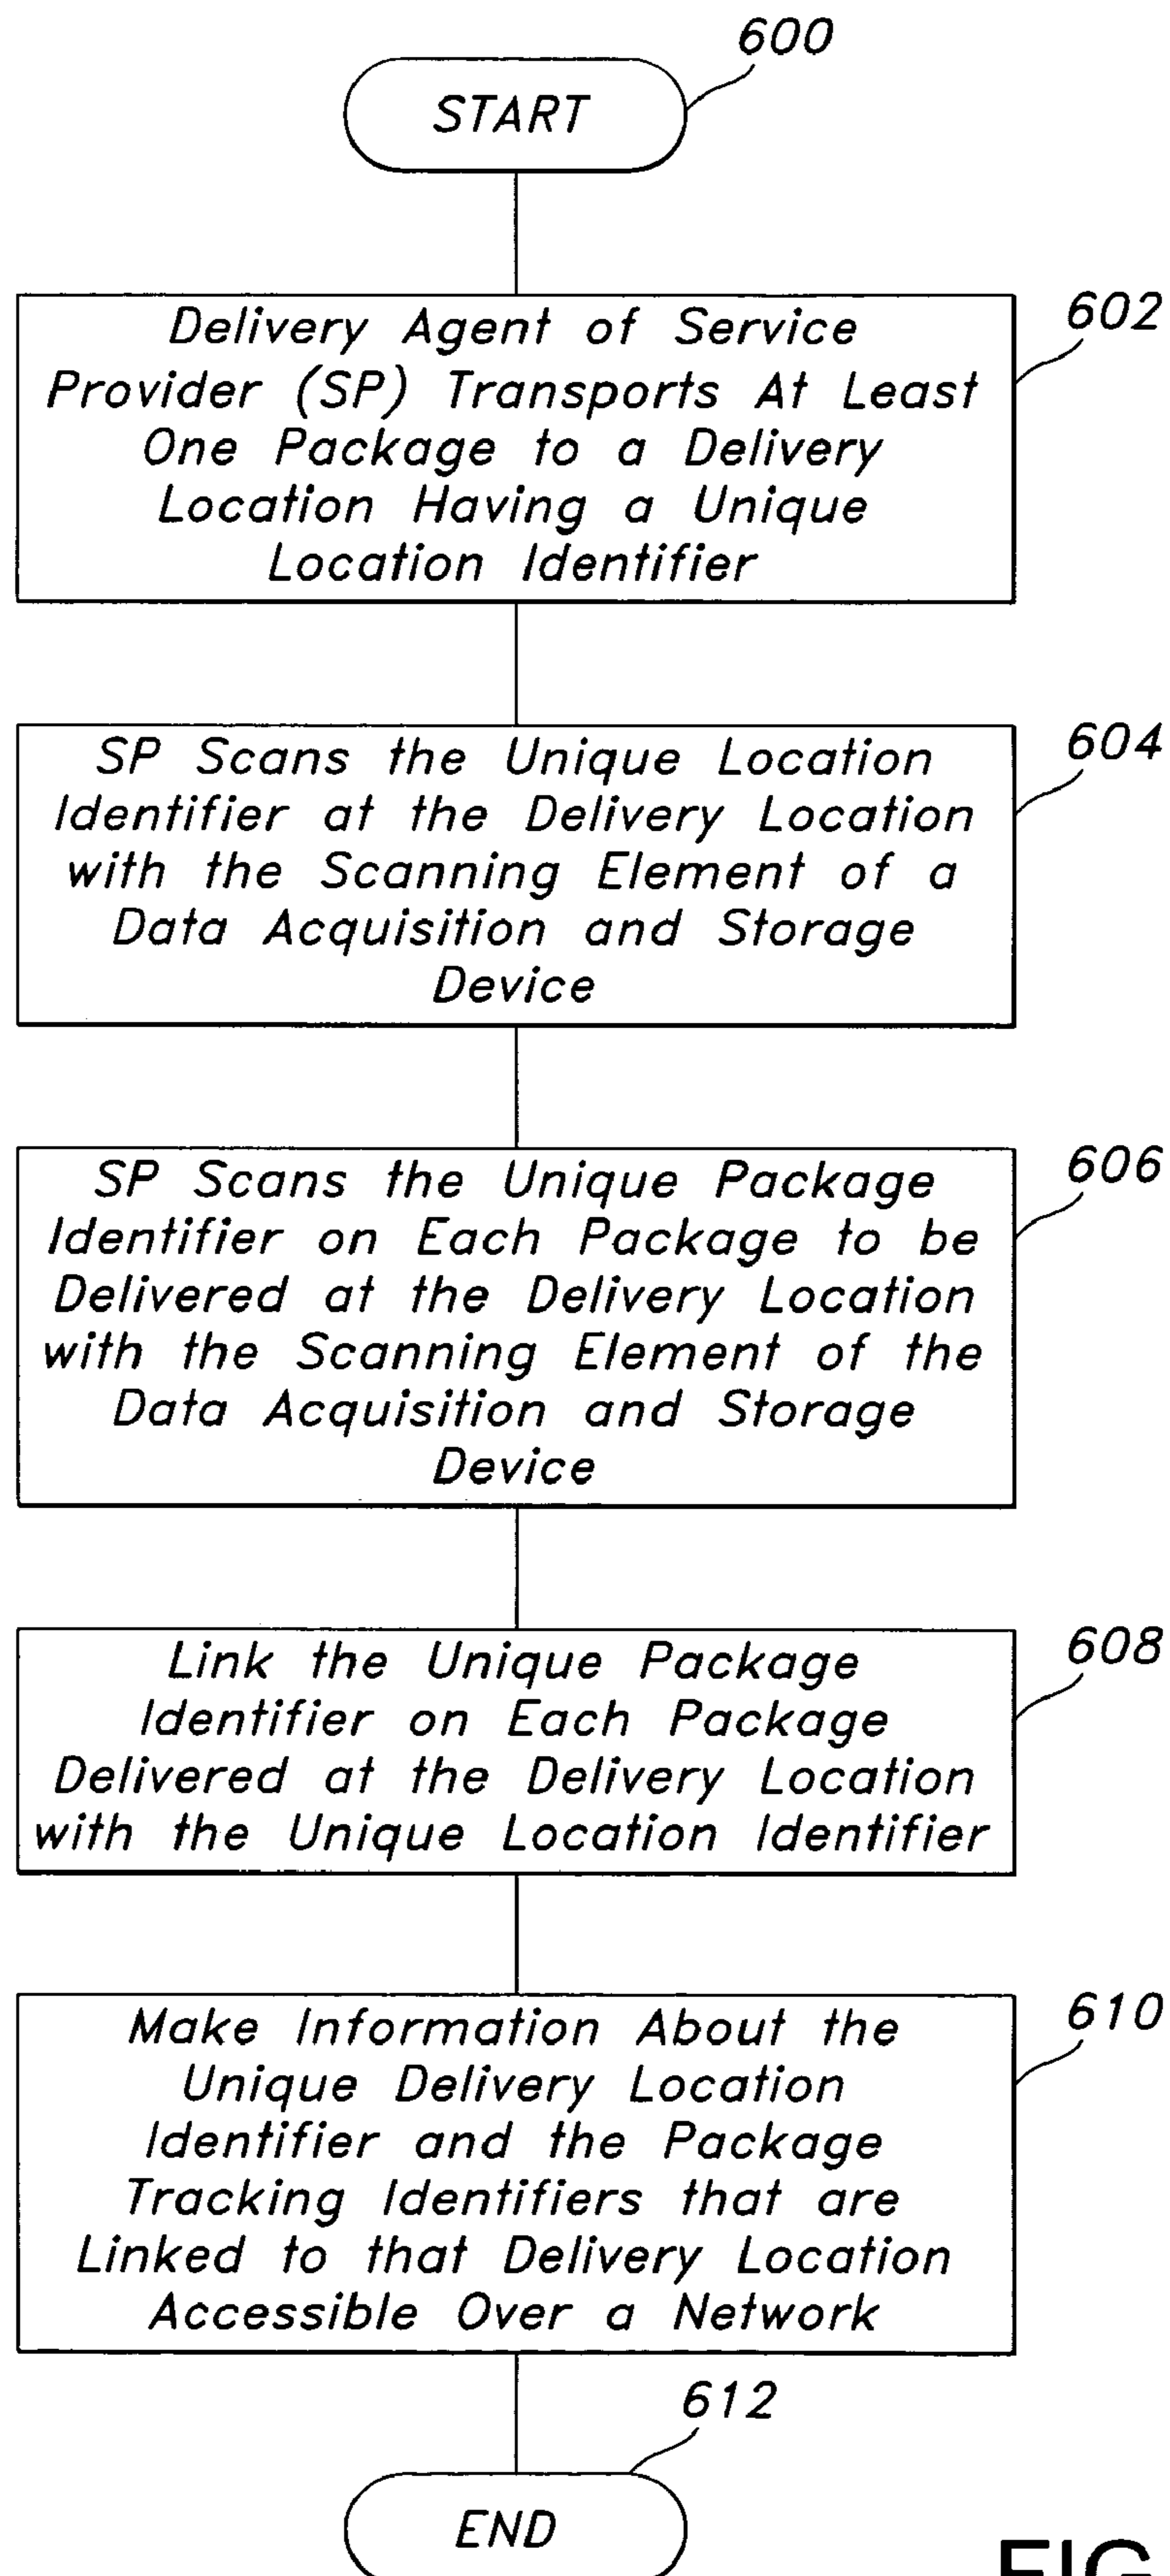 600
START
602
Delivery Agent of Service
Provider (SP) Transports At Least
One Package to a Delivery
Location Having a Unique
Location Identifier
604
SP Scans the Unique Location
Identifier at the Delivery Location
with the Scanning Element of a
Data Acquisition and Storage
Device
606
SP Scans the Unique Package
Identifier on Each Package to be
Delivered at the Delivery Location
with the Scanning Element of the
Data Acquisition and Storage
Device
608
Link the Unique Package
Identifier on Each Package
Delivered at the Delivery Location
with the Unique Location Identifier
610
Make Information About the
Unique Delivery Location
Identifier and the Package
Tracking Identifiers that are
Linked to that Delivery Location
Accessible Over a Network
612
END
FIG